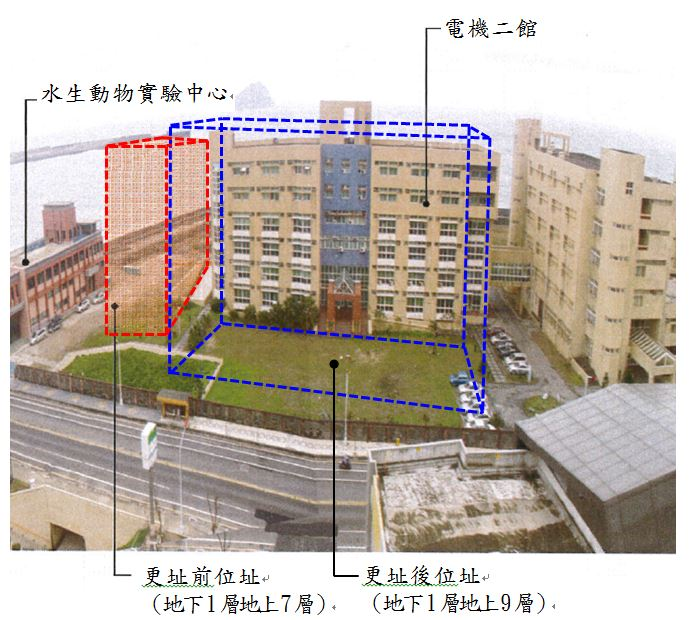 電機二館
水生動物實驗中心
更址前位址
（地下1層地上7層）
更址後位址
（地下1層地上9層）